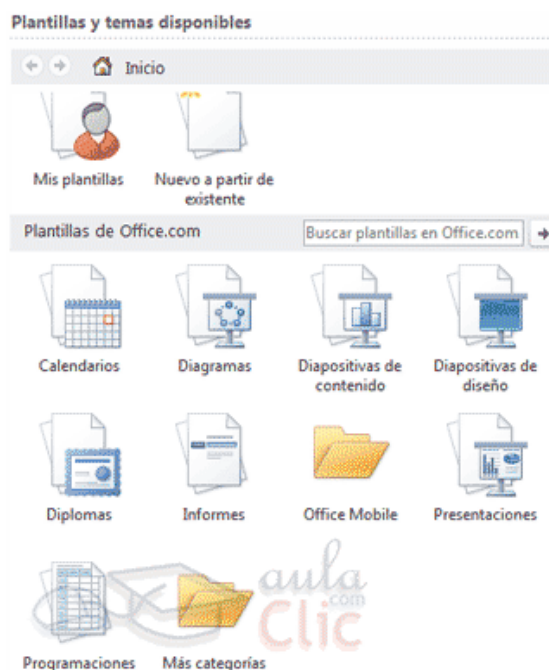 Plantillas y temas disponibles
Inicio
Mis plantillas
Nuevo a partir de
existente
Plantillas de Office.com
Buscar plantillas en Office.com
Calendarios
Diagramas
Diapositivas de
contenido
Diapositivas de
diseño
Diplomas
Informes
Office Mobile
Presentaciones
Programaciones
Más categorías
aula
.com
Clic